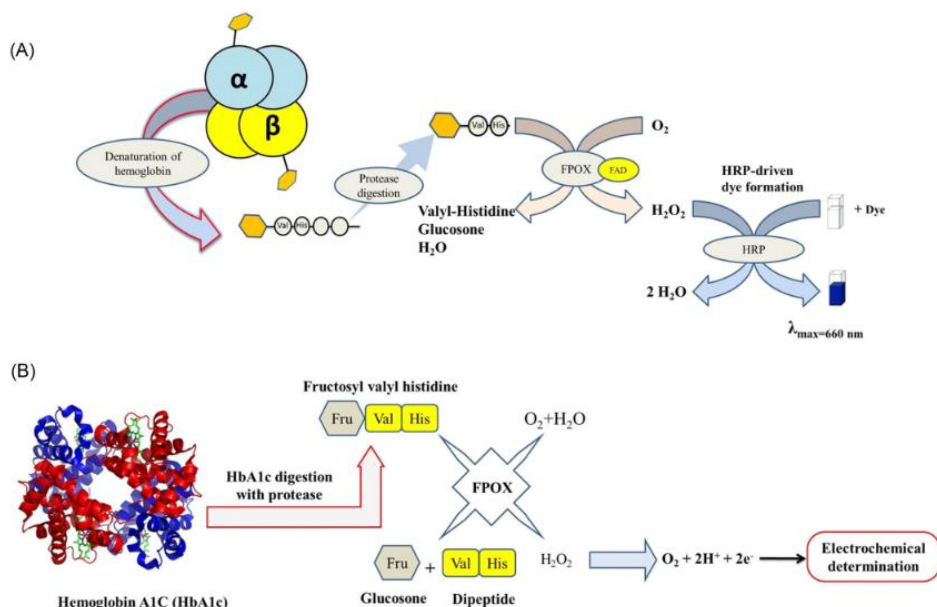 (A)
α
β
Denaturation of
hemoglobin
Val His
Protease
digestion
Val His
O₂
FPOX
FAD
Valyl-Histidine
Glucosone
H₂O
H₂O₂
HRP-driven
dye formation
+ Dye
HRP
2 H₂O
λmax=660 nm
(B)
Fructosyl valyl histidine
Fru Val His
O₂+H₂O
HbA1c digestion
with protease
FPOX
Fru + Val His
H₂O₂
O₂ + 2H⁺ + 2e⁻
Electrochemical
determination
Glucosone Dipeptide
Hemoglobin A1C (HbA1c)